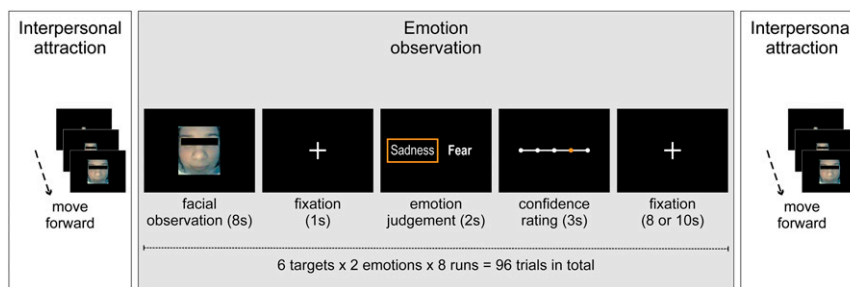 Interpersonal
attraction
move
forward
Emotion
observation
Sadness Fear
facial
observation (8s)
fixation
(1s)
emotion
judgement (2s)
confidence
rating (3s)
fixation
(8 or 10s)
6 targets x 2 emotions x 8 runs = 96 trials in total
Interpersonal
attraction
move
forward